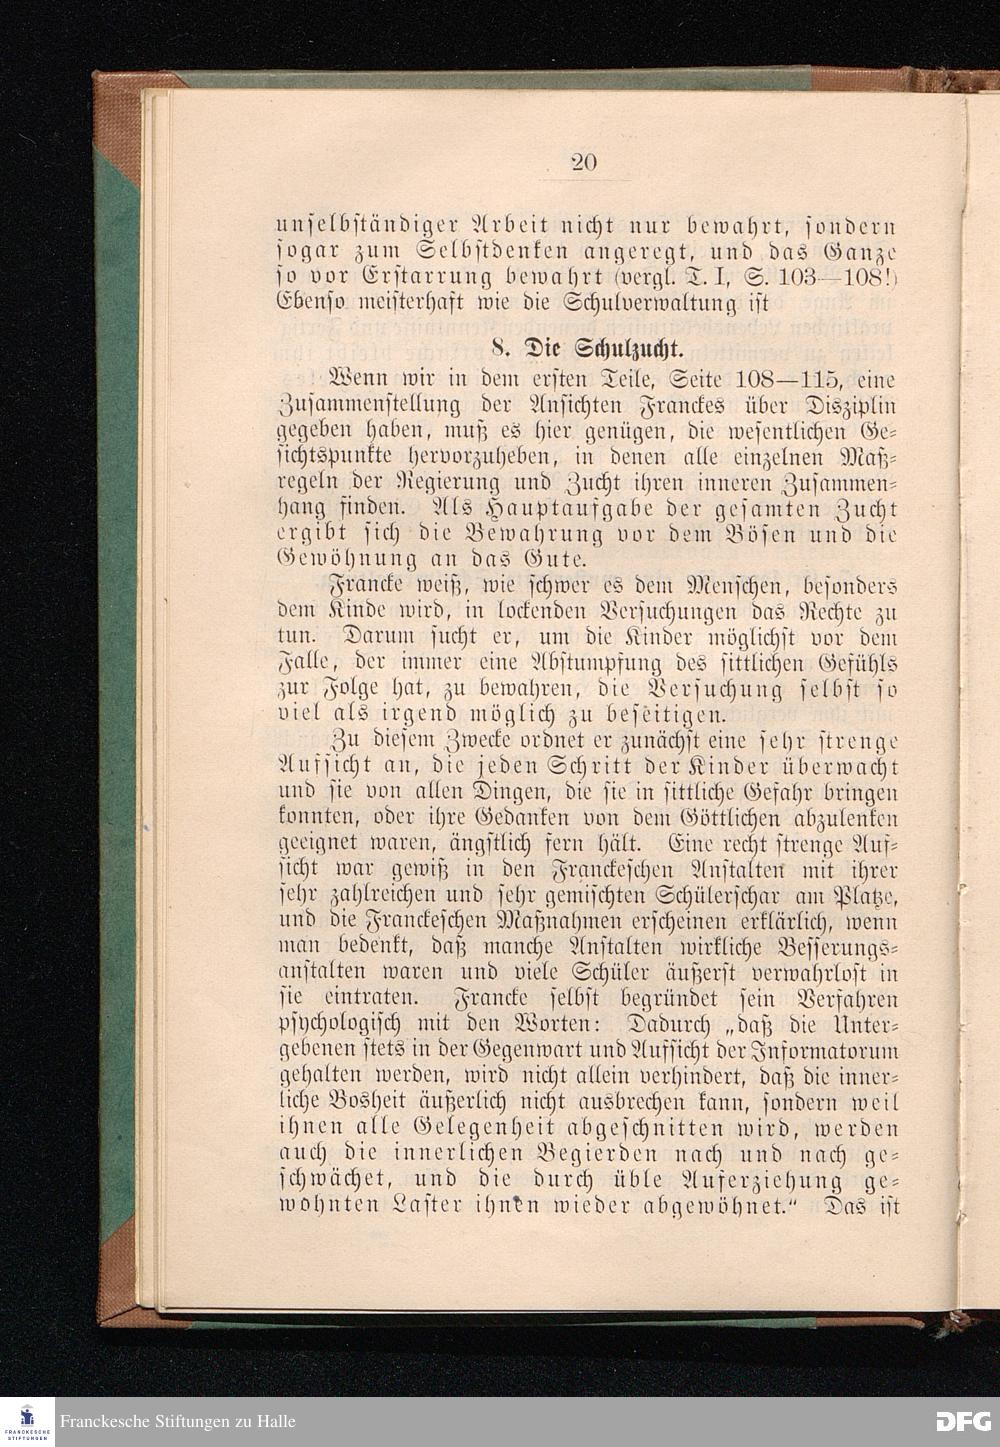 20
unselbständiger Arbeit nicht nur bewahrt, sondern
sogar zum Selbstdenken angeregt, und das Ganze
so vor Erstarrung bewahrt (vergl. T. I, S. 103—108!)
Ebenso meisterhaft wie die Schulverwaltung ist
8. Die Schulzucht.
Wenn wir in dem ersten Teile, Seite 108—115, eine
Zusammenstellung der Ansichten Franckes über Disziplin
gegeben haben, muß es hier genügen, die wesentlichen Ge-
sichtspunkte hervorzuheben, in denen alle einzelnen Maß-
regeln der Regierung und Zucht ihren inneren Zusammen-
hang finden. Als Hauptaufgabe der gesamten Zucht
ergibt sich die Bewahrung vor dem Bösen und die
Gewöhnung an das Gute.
Francke weiß, wie schwer es dem Menschen, besonders
dem Kinde wird, in lockenden Versuchungen das Rechte zu
tun. Darum sucht er, um die Kinder möglichst vor dem
Falle, der immer eine Abstumpfung des sittlichen Gefühls
zur Folge hat, zu bewahren, die Versuchung selbst so
viel als irgend möglich zu beseitigen.
Zu diesem Zwecke ordnet er zunächst eine sehr strenge
Aufsicht an, die jeden Schritt der Kinder überwacht
und sie von allen Dingen, die sie in sittliche Gefahr bringen
konnten, oder ihre Gedanken von dem Göttlichen abzulenken
geeignet waren, ängstlich fern hält. Eine recht strenge Auf-
sicht war gewiß in den Franckeschen Anstalten mit ihrer
sehr zahlreichen und sehr gemischten Schülerschar am Platze,
und die Franckeschen Maßnahmen erscheinen erklärlich, wenn
man bedenkt, daß manche Anstalten wirkliche Besserungs-
anstalten waren und viele Schüler äußerst verwahrlost in
sie eintraten. Francke selbst begründet sein Verfahren
psychologisch mit den Worten: Dadurch „daß die Unter-
gebenen stets in der Gegenwart und Aufsicht der Informatorum
gehalten werden, wird nicht allein verhindert, daß die inner-
liche Bosheit äußerlich nicht ausbrechen kann, sondern weil
ihnen alle Gelegenheit abgeschnitten wird, werden
auch die innerlichen Begierden nach und nach ge-
schwächet, und die durch üble Auferziehung ge-
wohnten Laster ihnen wieder abgewöhnet.“ Das ist
FRANCKESCHE
STIFTUNGEN
Franckesche Stiftungen zu Halle
DFG